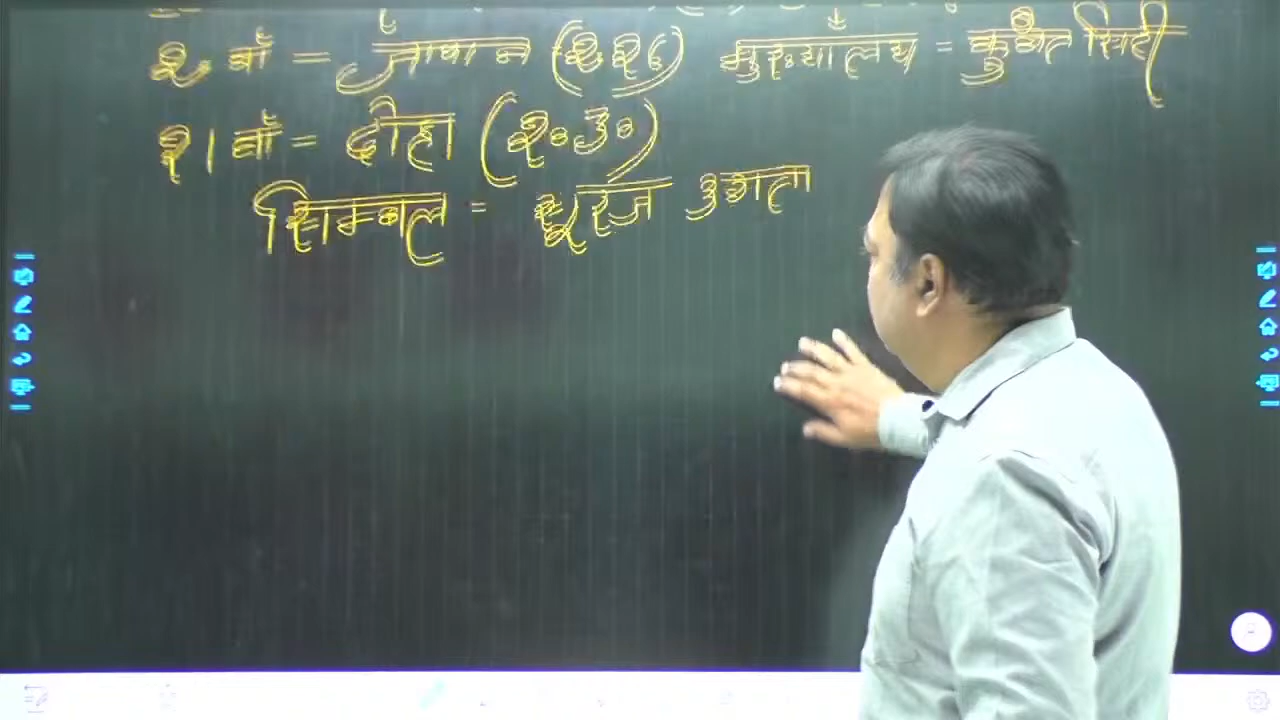 २० वाँ = जापान (२०२६) मुख्यालय = कुवैत सिटी
२१ वाँ = दोहा (२०३०)
सिम्बल = सूरज उगता